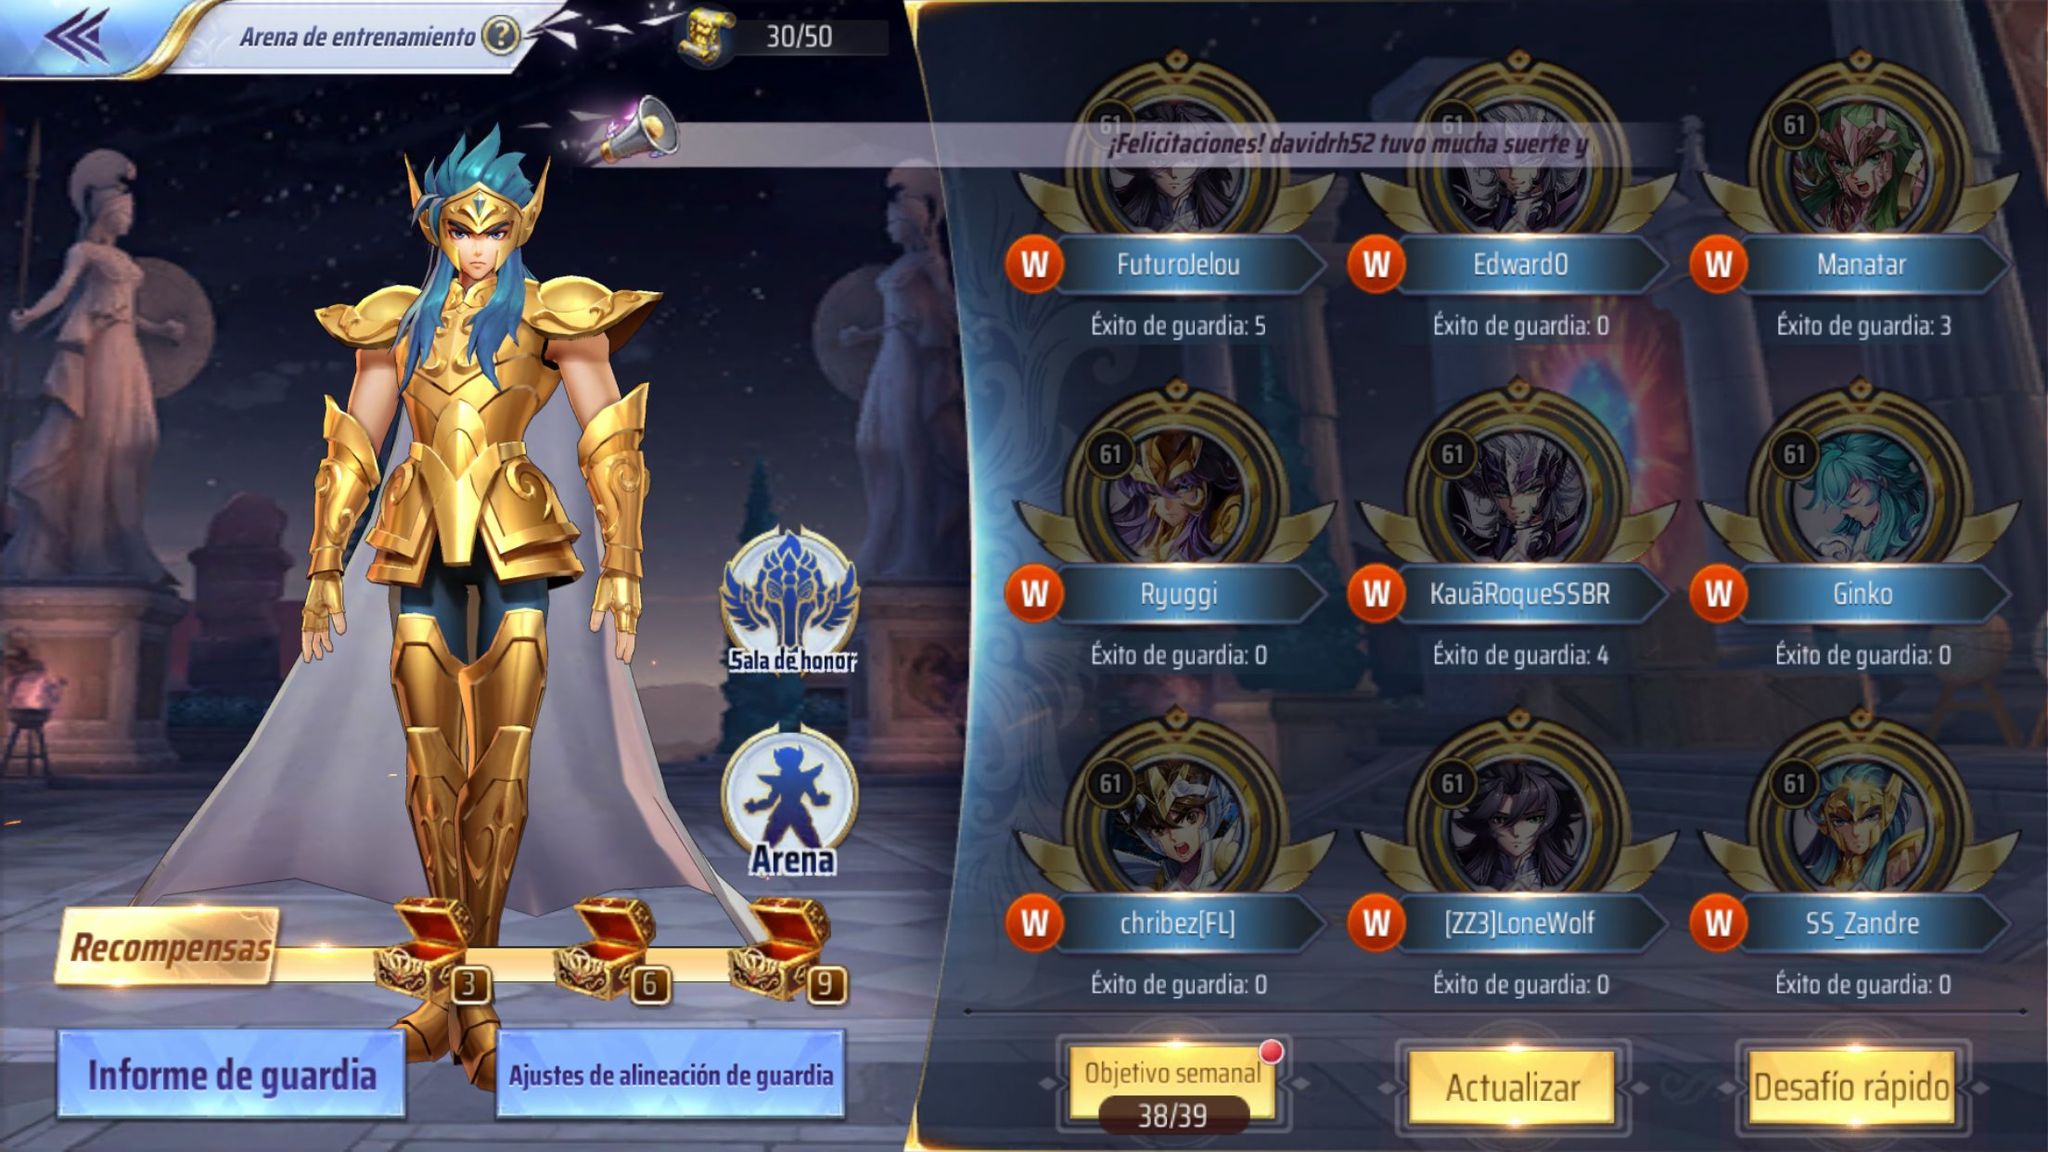 Arena de entrenamiento ?
30/50
¡Felicitaciones! davidrh52 tuvo mucha suerte y
61
61
61
W FuturoJelou
W Edward0
W Manatar
Éxito de guardia: 5
Éxito de guardia: 0
Éxito de guardia: 3
61
61
61
W Ryuggi
W KauãRoqueSSBR
W Ginko
Éxito de guardia: 0
Éxito de guardia: 4
Éxito de guardia: 0
61
61
61
W chribez[FL]
W [ZZ3]LoneWolf
W SS_Zandre
Éxito de guardia: 0
Éxito de guardia: 0
Éxito de guardia: 0
Sala de honor
Arena
Recompensas
3
6
9
Informe de guardia
Ajustes de alineación de guardia
Objetivo semanal
38/39
Actualizar
Desafío rápido